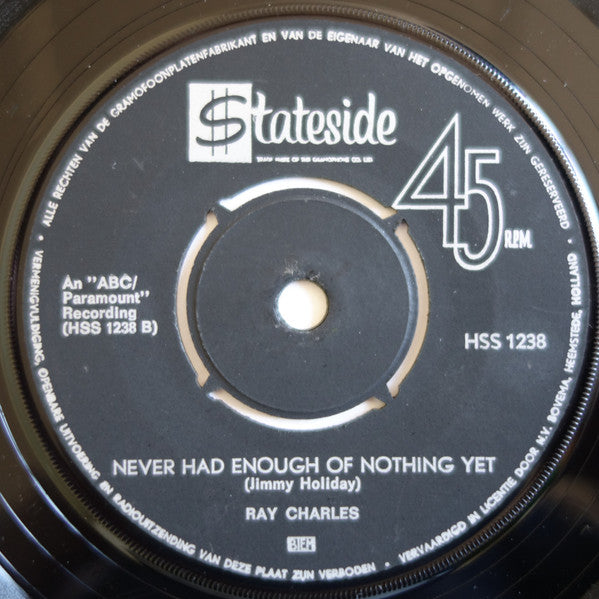 ALLE RECHTEN VAN DE GRAMOFOONPLATENFABRIKANT EN VAN DE EIGENAAR VAN HET OPGENOMEN WERK ZIJN GERESERVEERD •
$tateside
TRADE MARK OF THE GRAMOPHONE CO. LTD
45
R.P.M.
An "ABC/
Paramount"
Recording
(HSS 1238 B)
HSS 1238
NEVER HAD ENOUGH OF NOTHING YET
(Jimmy Holiday)
RAY CHARLES
BIEM
VERMENIGVULDIGING, OPENBARE UITVOERING EN RADIOUITZENDING VAN DEZE PLAAT ZIJN VERBODEN •
VERVAARDIGD IN LICENTIE DOOR N.V. BOVEMA, HEEMSTEDE, HOLLAND